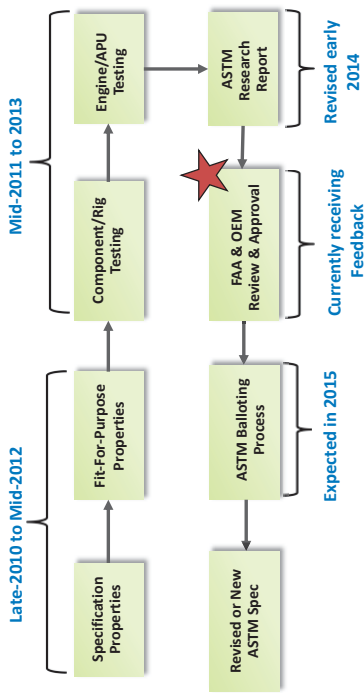 Late-2010 to Mid-2012
Mid-2011 to 2013
Specification
Properties
Fit-For-Purpose
Properties
Component/Rig
Testing
Engine/APU
Testing
Revised or New
ASTM Spec
ASTM Balloting
Process
FAA & OEM
Review & Approval
ASTM
Research
Report
Expected in 2015
Currently receiving
Feedback
Revised early
2014